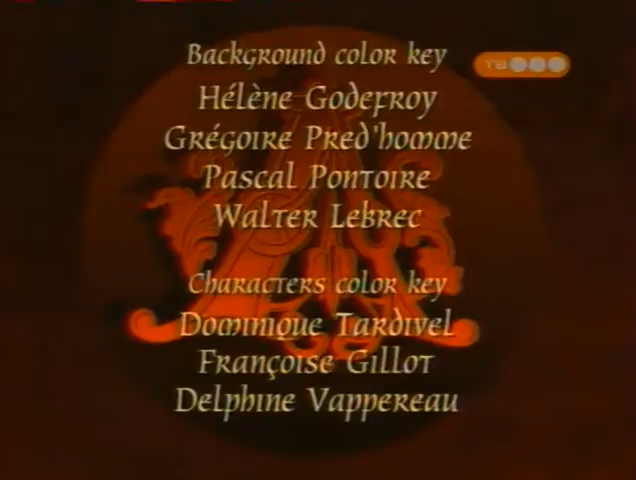 Background color key
TB
Hélène Godefroy
Grégoire Pred'homme
Pascal Pontoire
Walter Lebrec
Characters color key
Dominique Tardivel
Françoise Gillot
Delphine Vappereau